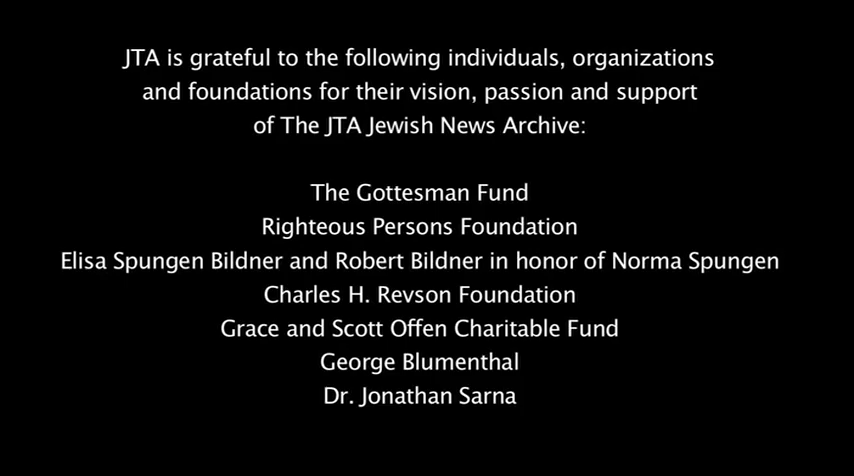 JTA is grateful to the following individuals, organizations
and foundations for their vision, passion and support
of The JTA Jewish News Archive:
The Gottesman Fund
Righteous Persons Foundation
Elisa Spungen Bildner and Robert Bildner in honor of Norma Spungen
Charles H. Revson Foundation
Grace and Scott Offen Charitable Fund
George Blumenthal
Dr. Jonathan Sarna